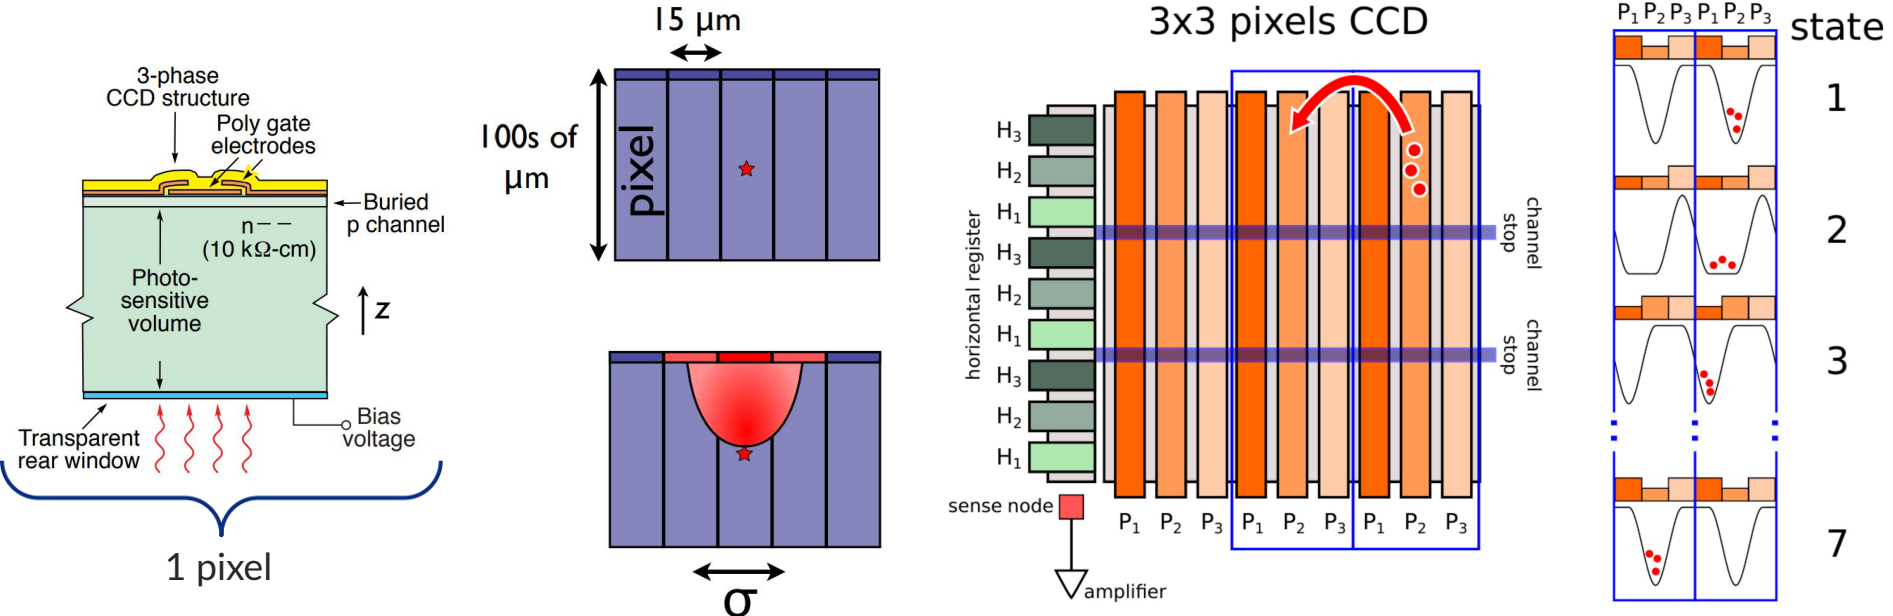 3-phase
CCD structure
Poly gate
electrodes
Buried
p channel
n– –
(10 kΩ-cm)
Photo-
sensitive
volume
z
Transparent
rear window
Bias
voltage
1 pixel
15 μm
100s of
μm
pixel
σ
3x3 pixels CCD
H3
H2
H1
H3
H2
H1
H3
H2
H1
horizontal register
channel
stop
channel
stop
sense node
amplifier
P1 P2 P3 P1 P2 P3 P1 P2 P3
P1 P2 P3 P1 P2 P3
state
1
2
3
7